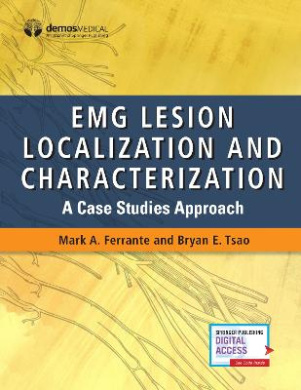 demosMEDICAL
EMG LESION
LOCALIZATION AND
CHARACTERIZATION
A Case Studies Approach
Mark A. Ferrante and Bryan E. Tsao
SPRINGER PUBLISHING
DIGITAL
ACCESS